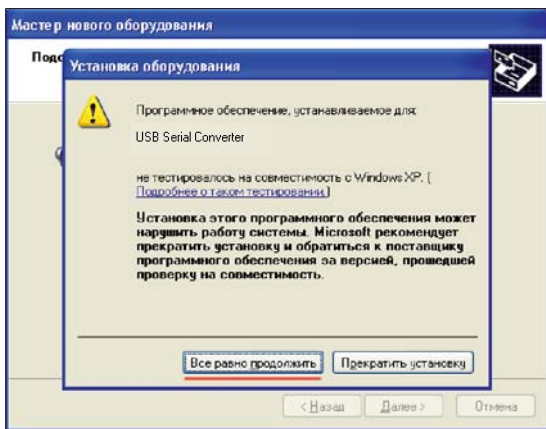 Мастер нового оборудования
Подс
Установка оборудования
Программное обеспечение, устанавливаемое для:
USB Serial Converter
не тестировалось на совместимость с Windows XP. (
Подробнее о таком тестировании.)
Установка этого программного обеспечения может
нарушить работу системы. Microsoft рекомендует
прекратить установку и обратиться к поставщику
программного обеспечения за версией, прошедшей
проверку на совместимость.
Все равно продолжить
Прекратить установку
< Назад
Далее >
Отмена